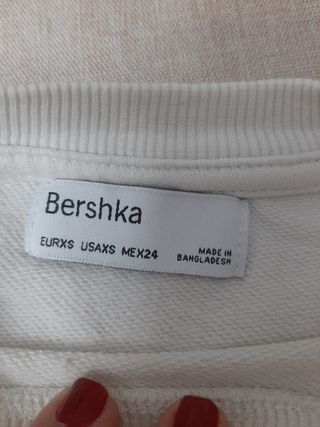 Bershka
EURXS USAXS MEX24
MADE IN
BANGLADESH